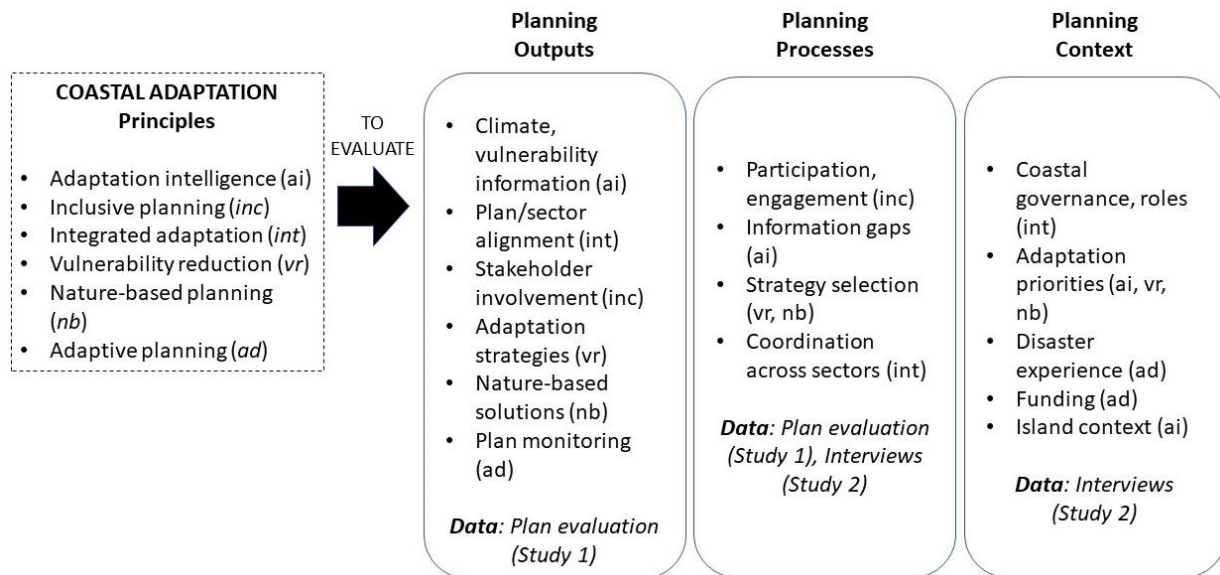 COASTAL ADAPTATION
Principles
• Adaptation intelligence (ai)
• Inclusive planning (inc)
• Integrated adaptation (int)
• Vulnerability reduction (vr)
• Nature-based planning
(nb)
• Adaptive planning (ad)
TO
EVALUATE
Planning
Outputs
• Climate,
vulnerability
information (ai)
• Plan/sector
alignment (int)
• Stakeholder
involvement (inc)
• Adaptation
strategies (vr)
• Nature-based
solutions (nb)
• Plan monitoring
(ad)
Data: Plan evaluation
(Study 1)
Planning
Processes
• Participation,
engagement (inc)
• Information gaps
(ai)
• Strategy selection
(vr, nb)
• Coordination
across sectors (int)
Data: Plan evaluation
(Study 1), Interviews
(Study 2)
Planning
Context
• Coastal
governance, roles
(int)
• Adaptation
priorities (ai, vr,
nb)
• Disaster
experience (ad)
• Funding (ad)
• Island context (ai)
Data: Interviews
(Study 2)